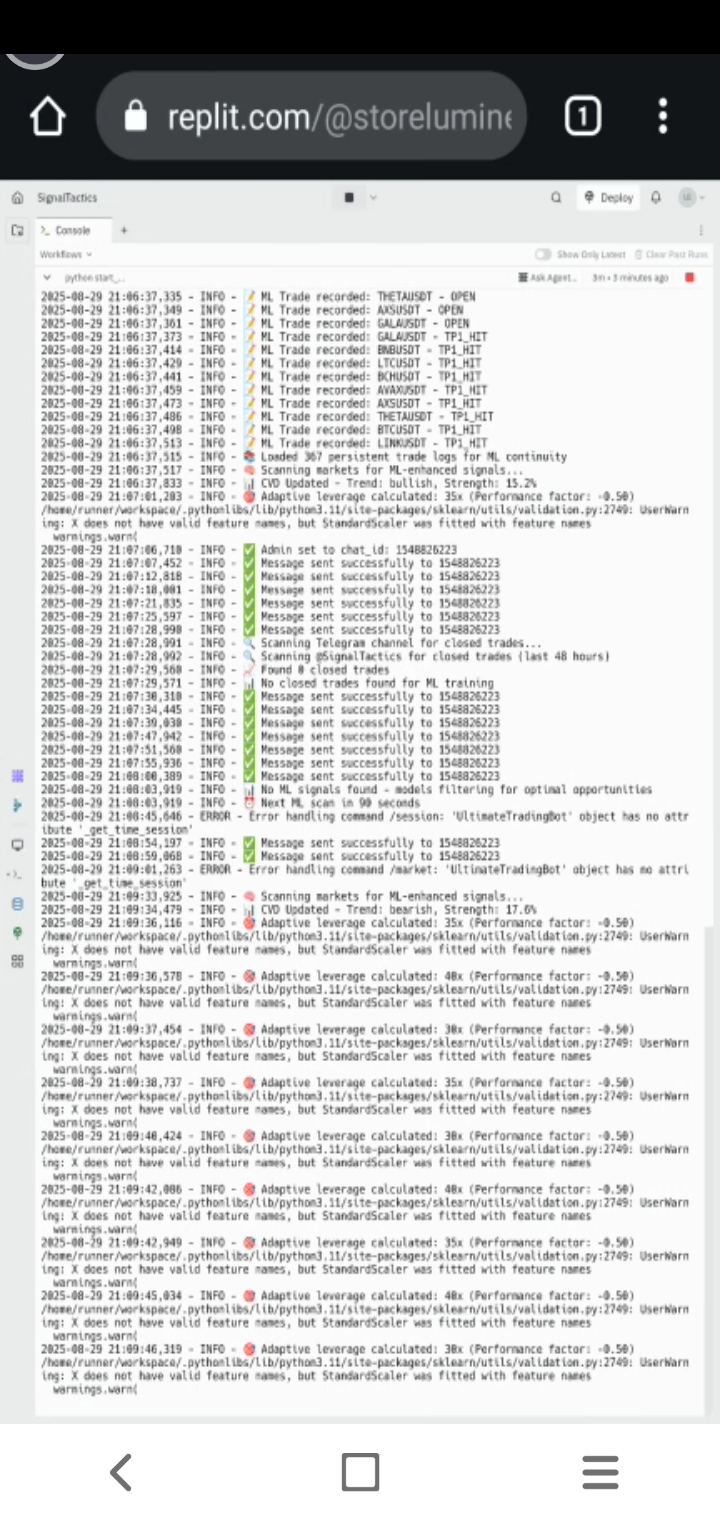 replit.com/@storelumine
1
SignalTactics
Deploy
Console
Workflows
Show Only Latest
Clear Past Runs
python start_...
Ask Agent...
3m • 3 minutes ago
2025-08-29 21:06:37,335 - INFO - 📝 ML Trade recorded: THETAUSDT - OPEN
2025-08-29 21:06:37,349 - INFO - 📝 ML Trade recorded: AXSUSDT - OPEN
2025-08-29 21:06:37,361 - INFO - 📝 ML Trade recorded: GALAUSDT - OPEN
2025-08-29 21:06:37,373 - INFO - 📝 ML Trade recorded: GALAUSDT - TP1_HIT
2025-08-29 21:06:37,414 - INFO - 📝 ML Trade recorded: BNBUSDT - TP1_HIT
2025-08-29 21:06:37,429 - INFO - 📝 ML Trade recorded: LTCUSDT - TP1_HIT
2025-08-29 21:06:37,441 - INFO - 📝 ML Trade recorded: BCHUSDT - TP1_HIT
2025-08-29 21:06:37,459 - INFO - 📝 ML Trade recorded: AVAXUSDT - TP1_HIT
2025-08-29 21:06:37,473 - INFO - 📝 ML Trade recorded: AXSUSDT - TP1_HIT
2025-08-29 21:06:37,486 - INFO - 📝 ML Trade recorded: THETAUSDT - TP1_HIT
2025-08-29 21:06:37,498 - INFO - 📝 ML Trade recorded: BTCUSDT - TP1_HIT
2025-08-29 21:06:37,513 - INFO - 📝 ML Trade recorded: LINKUSDT - TP1_HIT
2025-08-29 21:06:37,515 - INFO - 📚 Loaded 367 persistent trade logs for ML continuity
2025-08-29 21:06:37,517 - INFO - 🧠 Scanning markets for ML-enhanced signals...
2025-08-29 21:06:37,833 - INFO - 📊 CVD Updated - Trend: bullish, Strength: 15.2%
2025-08-29 21:07:01,203 - INFO - 🎯 Adaptive leverage calculated: 35x (Performance factor: -0.50)
/home/runner/workspace/.pythonlibs/lib/python3.11/site-packages/sklearn/utils/validation.py:2749: UserWarn
ing: X does not have valid feature names, but StandardScaler was fitted with feature names
warnings.warn(
2025-08-29 21:07:06,710 - INFO - ✅ Admin set to chat_id: 1548826223
2025-08-29 21:07:07,452 - INFO - ✅ Message sent successfully to 1548826223
2025-08-29 21:07:12,818 - INFO - ✅ Message sent successfully to 1548826223
2025-08-29 21:07:18,001 - INFO - ✅ Message sent successfully to 1548826223
2025-08-29 21:07:21,835 - INFO - ✅ Message sent successfully to 1548826223
2025-08-29 21:07:25,597 - INFO - ✅ Message sent successfully to 1548826223
2025-08-29 21:07:28,990 - INFO - ✅ Message sent successfully to 1548826223
2025-08-29 21:07:28,991 - INFO - 🔍 Scanning Telegram channel for closed trades...
2025-08-29 21:07:28,992 - INFO - 🔍 Scanning @SignalTactics for closed trades (last 48 hours)
2025-08-29 21:07:29,560 - INFO - 📈 Found 0 closed trades
2025-08-29 21:07:29,571 - INFO - 📊 No closed trades found for ML training
2025-08-29 21:07:30,310 - INFO - ✅ Message sent successfully to 1548826223
2025-08-29 21:07:34,445 - INFO - ✅ Message sent successfully to 1548826223
2025-08-29 21:07:39,030 - INFO - ✅ Message sent successfully to 1548826223
2025-08-29 21:07:47,942 - INFO - ✅ Message sent successfully to 1548826223
2025-08-29 21:07:51,560 - INFO - ✅ Message sent successfully to 1548826223
2025-08-29 21:07:55,936 - INFO - ✅ Message sent successfully to 1548826223
2025-08-29 21:08:00,389 - INFO - ✅ Message sent successfully to 1548826223
2025-08-29 21:08:03,919 - INFO - 📊 No ML signals found - models filtering for optimal opportunities
2025-08-29 21:08:03,919 - INFO - ⏰ Next ML scan in 90 seconds
2025-08-29 21:08:45,646 - ERROR - Error handling command /session: 'UltimateTradingBot' object has no attr
ibute '_get_time_session'
2025-08-29 21:08:54,197 - INFO - ✅ Message sent successfully to 1548826223
2025-08-29 21:08:59,068 - INFO - ✅ Message sent successfully to 1548826223
2025-08-29 21:09:01,263 - ERROR - Error handling command /market: 'UltimateTradingBot' object has no attri
bute '_get_time_session'
2025-08-29 21:09:33,925 - INFO - 🧠 Scanning markets for ML-enhanced signals...
2025-08-29 21:09:34,479 - INFO - 📊 CVD Updated - Trend: bearish, Strength: 17.6%
2025-08-29 21:09:36,116 - INFO - 🎯 Adaptive leverage calculated: 35x (Performance factor: -0.50)
/home/runner/workspace/.pythonlibs/lib/python3.11/site-packages/sklearn/utils/validation.py:2749: UserWarn
ing: X does not have valid feature names, but StandardScaler was fitted with feature names
warnings.warn(
2025-08-29 21:09:36,578 - INFO - 🎯 Adaptive leverage calculated: 40x (Performance factor: -0.50)
/home/runner/workspace/.pythonlibs/lib/python3.11/site-packages/sklearn/utils/validation.py:2749: UserWarn
ing: X does not have valid feature names, but StandardScaler was fitted with feature names
warnings.warn(
2025-08-29 21:09:37,454 - INFO - 🎯 Adaptive leverage calculated: 30x (Performance factor: -0.50)
/home/runner/workspace/.pythonlibs/lib/python3.11/site-packages/sklearn/utils/validation.py:2749: UserWarn
ing: X does not have valid feature names, but StandardScaler was fitted with feature names
warnings.warn(
2025-08-29 21:09:38,737 - INFO - 🎯 Adaptive leverage calculated: 35x (Performance factor: -0.50)
/home/runner/workspace/.pythonlibs/lib/python3.11/site-packages/sklearn/utils/validation.py:2749: UserWarn
ing: X does not have valid feature names, but StandardScaler was fitted with feature names
warnings.warn(
2025-08-29 21:09:40,424 - INFO - 🎯 Adaptive leverage calculated: 30x (Performance factor: -0.50)
/home/runner/workspace/.pythonlibs/lib/python3.11/site-packages/sklearn/utils/validation.py:2749: UserWarn
ing: X does not have valid feature names, but StandardScaler was fitted with feature names
warnings.warn(
2025-08-29 21:09:42,086 - INFO - 🎯 Adaptive leverage calculated: 40x (Performance factor: -0.50)
/home/runner/workspace/.pythonlibs/lib/python3.11/site-packages/sklearn/utils/validation.py:2749: UserWarn
ing: X does not have valid feature names, but StandardScaler was fitted with feature names
warnings.warn(
2025-08-29 21:09:42,949 - INFO - 🎯 Adaptive leverage calculated: 35x (Performance factor: -0.50)
/home/runner/workspace/.pythonlibs/lib/python3.11/site-packages/sklearn/utils/validation.py:2749: UserWarn
ing: X does not have valid feature names, but StandardScaler was fitted with feature names
warnings.warn(
2025-08-29 21:09:45,034 - INFO - 🎯 Adaptive leverage calculated: 40x (Performance factor: -0.50)
/home/runner/workspace/.pythonlibs/lib/python3.11/site-packages/sklearn/utils/validation.py:2749: UserWarn
ing: X does not have valid feature names, but StandardScaler was fitted with feature names
warnings.warn(
2025-08-29 21:09:46,319 - INFO - 🎯 Adaptive leverage calculated: 30x (Performance factor: -0.50)
/home/runner/workspace/.pythonlibs/lib/python3.11/site-packages/sklearn/utils/validation.py:2749: UserWarn
ing: X does not have valid feature names, but StandardScaler was fitted with feature names
warnings.warn(